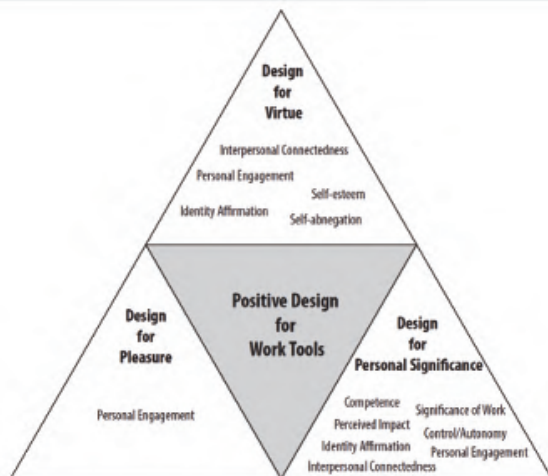 Design
for
Virtue
Interpersonal Connectedness
Personal Engagement
Self-esteem
Identity Affirmation
Self-abnegation
Positive Design
for
Work Tools
Design
for
Pleasure
Personal Engagement
Design
for
Personal Significance
Competence
Significance of Work
Perceived Impact
Control/Autonomy
Identity Affirmation
Personal Engagement
Interpersonal Connectedness